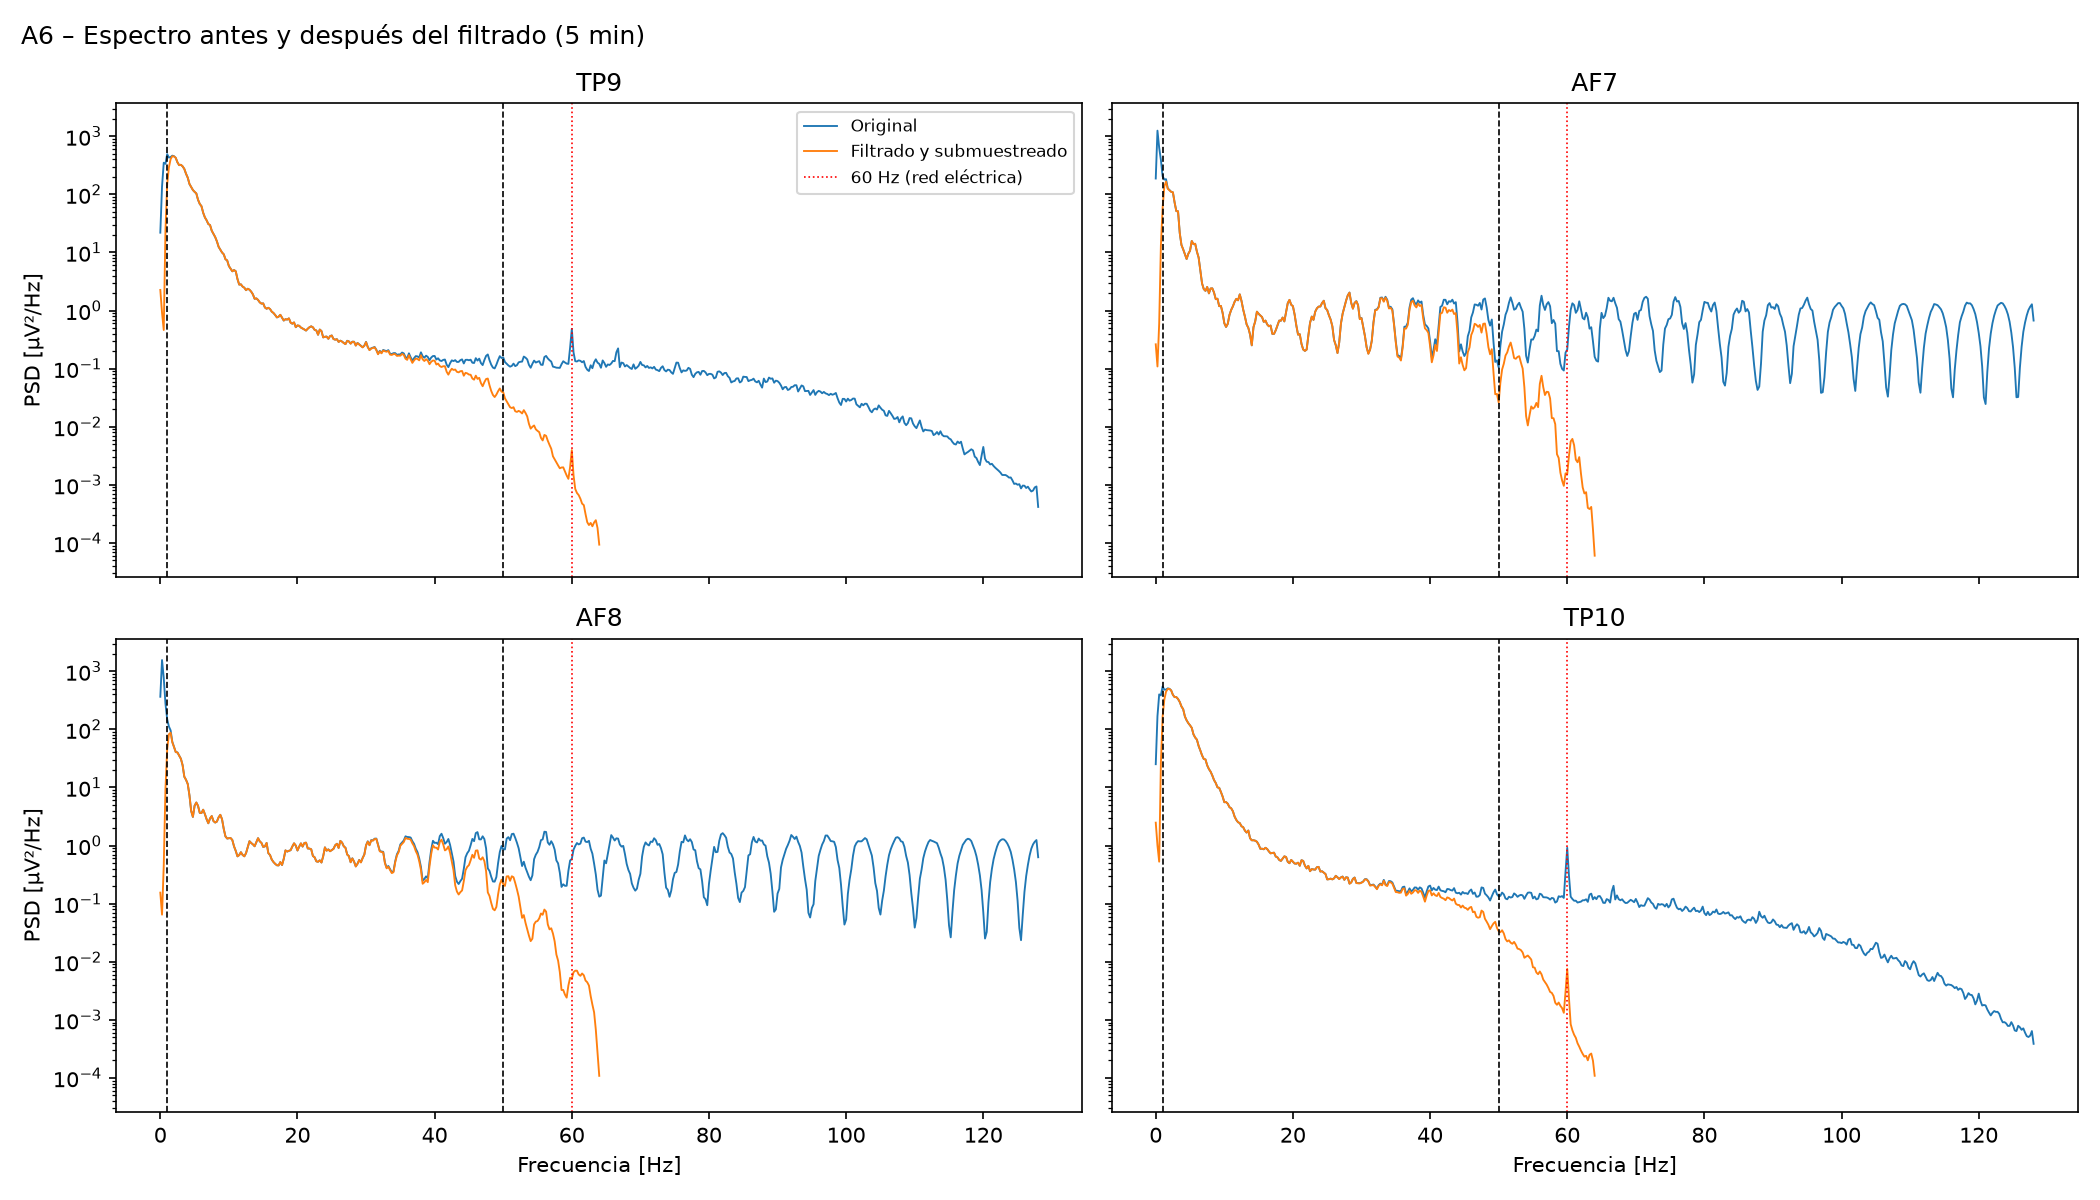 A6 – Espectro antes y después del filtrado (5 min)
TP9
AF7
10³
10²
10¹
10⁰
10⁻¹
10⁻²
10⁻³
10⁻⁴
PSD [µV²/Hz]
Original
Filtrado y submuestreado
60 Hz (red eléctrica)
AF8
TP10
10³
10²
10¹
10⁰
10⁻¹
10⁻²
10⁻³
10⁻⁴
PSD [µV²/Hz]
0 20 40 60 80 100 120
0 20 40 60 80 100 120
Frecuencia [Hz]
Frecuencia [Hz]